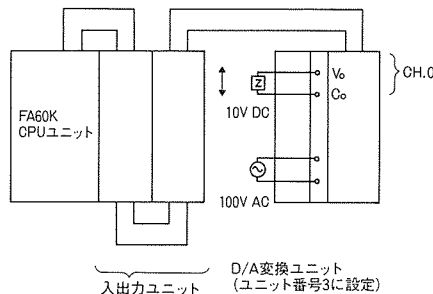 FA60K
CPUユニット
Z
10V DC
100V AC
Vo
Co
CH.0
入出力ユニット
D/A変換ユニット
(ユニット番号3に設定)